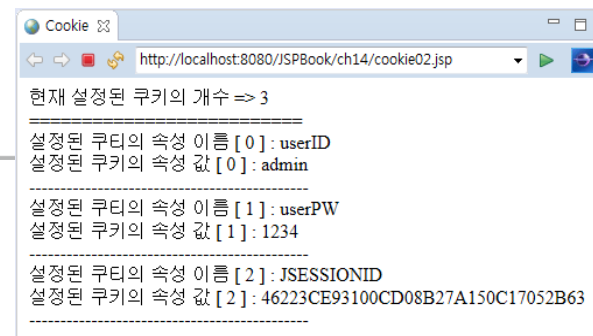 Cookie
http://localhost:8080/JSPBook/ch14/cookie02.jsp
현재 설정된 쿠키의 개수 => 3
==========================
설정된 쿠티의 속성 이름 [ 0 ] : userID
설정된 쿠키의 속성 값 [ 0 ] : admin
----------------------------------------------
설정된 쿠티의 속성 이름 [ 1 ] : userPW
설정된 쿠키의 속성 값 [ 1 ] : 1234
----------------------------------------------
설정된 쿠티의 속성 이름 [ 2 ] : JSESSIONID
설정된 쿠키의 속성 값 [ 2 ] : 46223CE93100CD08B27A150C17052B63
----------------------------------------------